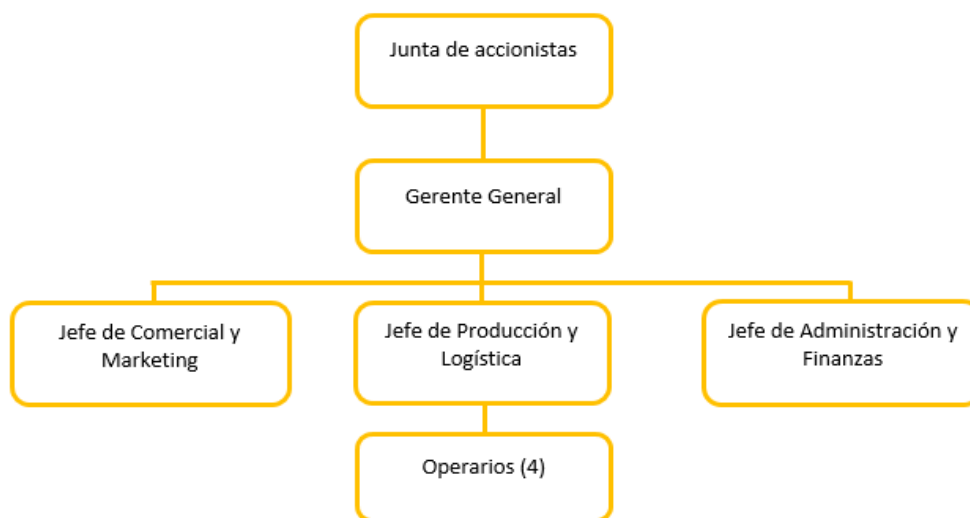 Junta de accionistas
Gerente General
Jefe de Comercial y
Marketing
Jefe de Producción y
Logística
Jefe de Administración y
Finanzas
Operarios (4)